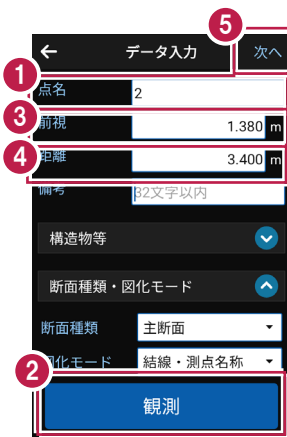 5
← データ入力 次へ
1
点名 2
3
前視 1.380 m
4
距離 3.400 m
備考 32文字以内
構造物等
断面種類・図化モード
断面種類 主断面
図化モード 結線・測点名称
2
観測